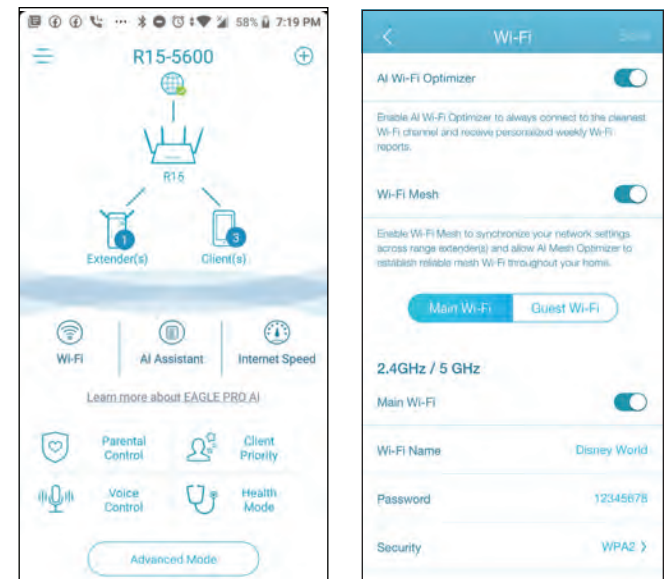 58% 7:19 PM
R15-5600
R15
1
3
Extender(s)
Client(s)
Wi-Fi
AI Assistant
Internet Speed
Learn more about EAGLE PRO AI
Parental
Control
Client
Priority
Voice
Control
Health
Mode
Advanced Mode
Wi-Fi
Save
AI Wi-Fi Optimizer
Enable AI Wi-Fi Optimizer to always connect to the cleanest
Wi-Fi channel and receive personalized weekly Wi-Fi
reports.
Wi-Fi Mesh
Enable Wi-Fi Mesh to synchronize your network settings
across range extender(s) and allow AI Mesh Optimizer to
establish reliable mesh Wi-Fi throughout your home.
Main Wi-Fi
Guest Wi-Fi
2.4GHz / 5 GHz
Main Wi-Fi
Wi-Fi Name
Disney World
Password
12345678
Security
WPA2 >